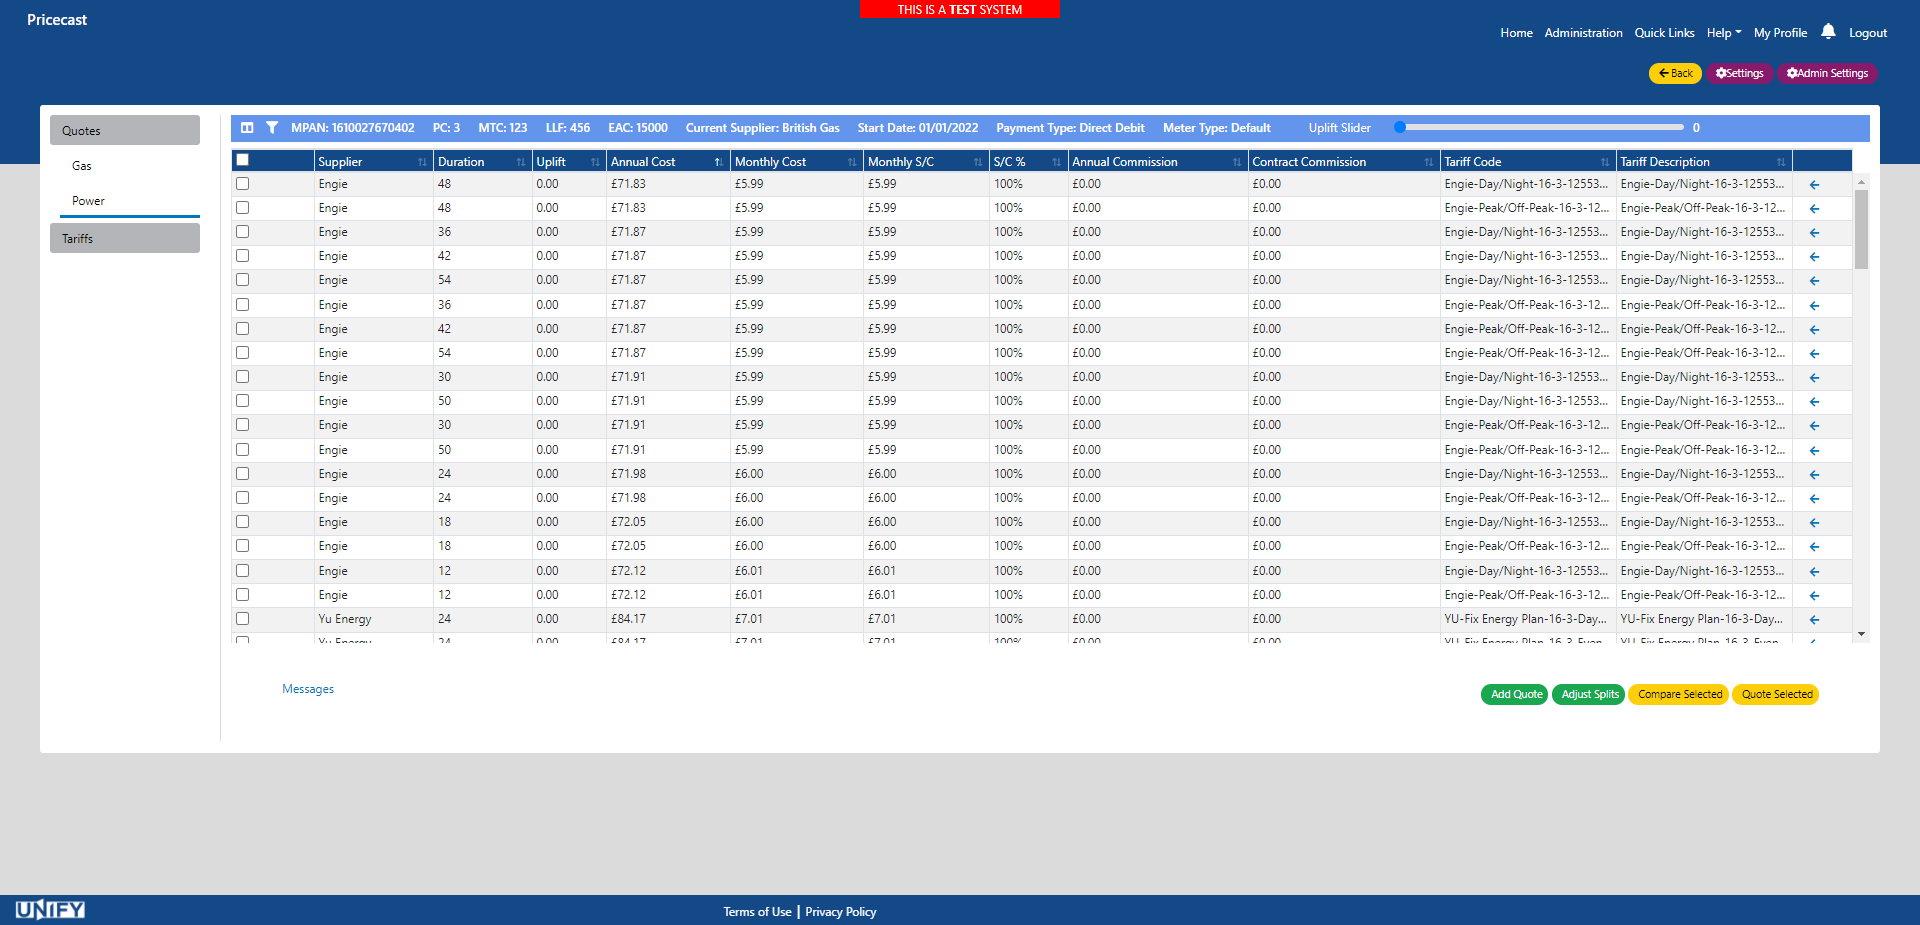 THIS IS A TEST SYSTEM
Pricecast
Home Administration Quick Links Help My Profile Logout
Back Settings Admin Settings
Quotes
Gas
Power
Tariffs
MPAN: 1610027670402 PC: 3 MTC: 123 LLF: 456 EAC: 15000 Current Supplier: British Gas Start Date: 01/01/2022 Payment Type: Direct Debit Meter Type: Default Uplift Slider 0
Supplier Duration Uplift Annual Cost Monthly Cost Monthly S/C S/C % Annual Commission Contract Commission Tariff Code Tariff Description
Engie 48 0.00 £71.83 £5.99 £5.99 100% £0.00 £0.00 Engie-Day/Night-16-3-12553... Engie-Day/Night-16-3-12553...
Engie 48 0.00 £71.83 £5.99 £5.99 100% £0.00 £0.00 Engie-Peak/Off-Peak-16-3-12... Engie-Peak/Off-Peak-16-3-12...
Engie 36 0.00 £71.87 £5.99 £5.99 100% £0.00 £0.00 Engie-Day/Night-16-3-12553... Engie-Day/Night-16-3-12553...
Engie 42 0.00 £71.87 £5.99 £5.99 100% £0.00 £0.00 Engie-Day/Night-16-3-12553... Engie-Day/Night-16-3-12553...
Engie 54 0.00 £71.87 £5.99 £5.99 100% £0.00 £0.00 Engie-Day/Night-16-3-12553... Engie-Day/Night-16-3-12553...
Engie 36 0.00 £71.87 £5.99 £5.99 100% £0.00 £0.00 Engie-Peak/Off-Peak-16-3-12... Engie-Peak/Off-Peak-16-3-12...
Engie 42 0.00 £71.87 £5.99 £5.99 100% £0.00 £0.00 Engie-Peak/Off-Peak-16-3-12... Engie-Peak/Off-Peak-16-3-12...
Engie 54 0.00 £71.87 £5.99 £5.99 100% £0.00 £0.00 Engie-Peak/Off-Peak-16-3-12... Engie-Peak/Off-Peak-16-3-12...
Engie 30 0.00 £71.91 £5.99 £5.99 100% £0.00 £0.00 Engie-Day/Night-16-3-12553... Engie-Day/Night-16-3-12553...
Engie 50 0.00 £71.91 £5.99 £5.99 100% £0.00 £0.00 Engie-Day/Night-16-3-12553... Engie-Day/Night-16-3-12553...
Engie 30 0.00 £71.91 £5.99 £5.99 100% £0.00 £0.00 Engie-Peak/Off-Peak-16-3-12... Engie-Peak/Off-Peak-16-3-12...
Engie 50 0.00 £71.91 £5.99 £5.99 100% £0.00 £0.00 Engie-Peak/Off-Peak-16-3-12... Engie-Peak/Off-Peak-16-3-12...
Engie 24 0.00 £71.98 £6.00 £6.00 100% £0.00 £0.00 Engie-Day/Night-16-3-12553... Engie-Day/Night-16-3-12553...
Engie 24 0.00 £71.98 £6.00 £6.00 100% £0.00 £0.00 Engie-Peak/Off-Peak-16-3-12... Engie-Peak/Off-Peak-16-3-12...
Engie 18 0.00 £72.05 £6.00 £6.00 100% £0.00 £0.00 Engie-Day/Night-16-3-12553... Engie-Day/Night-16-3-12553...
Engie 18 0.00 £72.05 £6.00 £6.00 100% £0.00 £0.00 Engie-Peak/Off-Peak-16-3-12... Engie-Peak/Off-Peak-16-3-12...
Engie 12 0.00 £72.12 £6.01 £6.01 100% £0.00 £0.00 Engie-Day/Night-16-3-12553... Engie-Day/Night-16-3-12553...
Engie 12 0.00 £72.12 £6.01 £6.01 100% £0.00 £0.00 Engie-Peak/Off-Peak-16-3-12... Engie-Peak/Off-Peak-16-3-12...
Yu Energy 24 0.00 £84.17 £7.01 £7.01 100% £0.00 £0.00 YU-Fix Energy Plan-16-3-Day... YU-Fix Energy Plan-16-3-Day...
Yu Energy 24 0.00 £84.17 £7.01 £7.01 100% £0.00 £0.00 YU-Fix Energy Plan-16-3-Even... YU-Fix Energy Plan-16-3-Even...
Messages
Add Quote Adjust Splits Compare Selected Quote Selected
UNIFY
Terms of Use | Privacy Policy